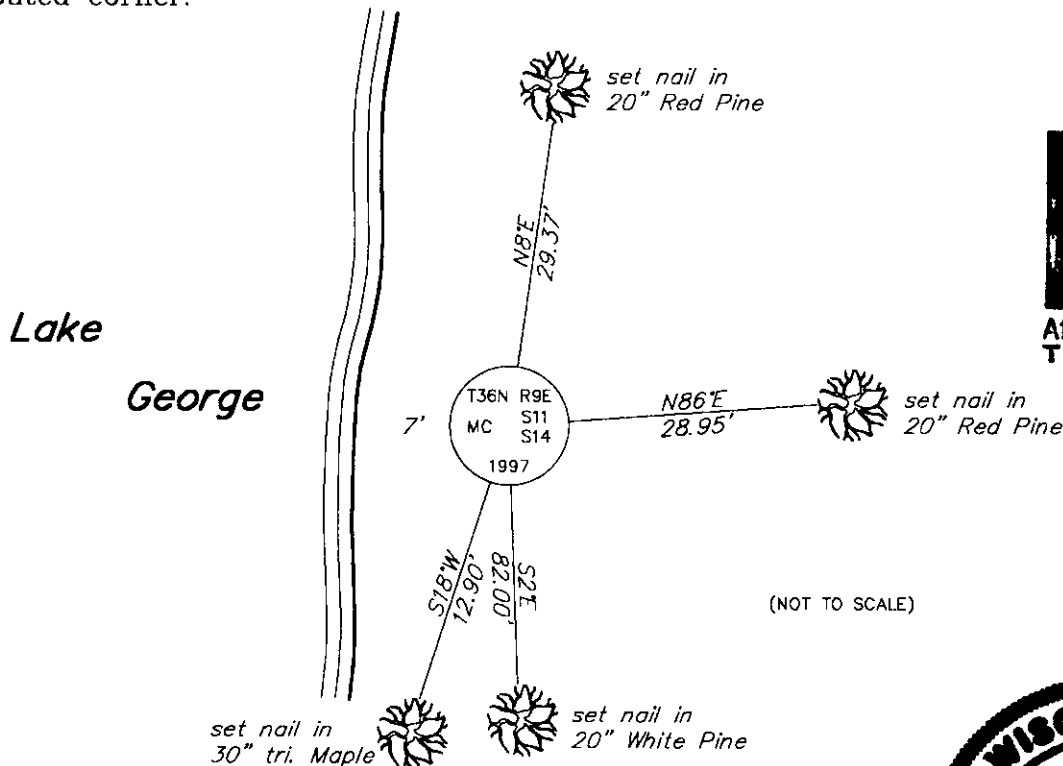 corner.
set nail in
20" Red Pine
N8°E
29.37'
Lake
George
7'
T36N R9E
MC S11
S14
1997
N86°E
28.95'
set nail in
20" Red Pine
S18°W
12.90'
S2°E
82.00'
(NOT TO SCALE)
set nail in
30" tri. Maple
set nail in
20" White Pine
WISC